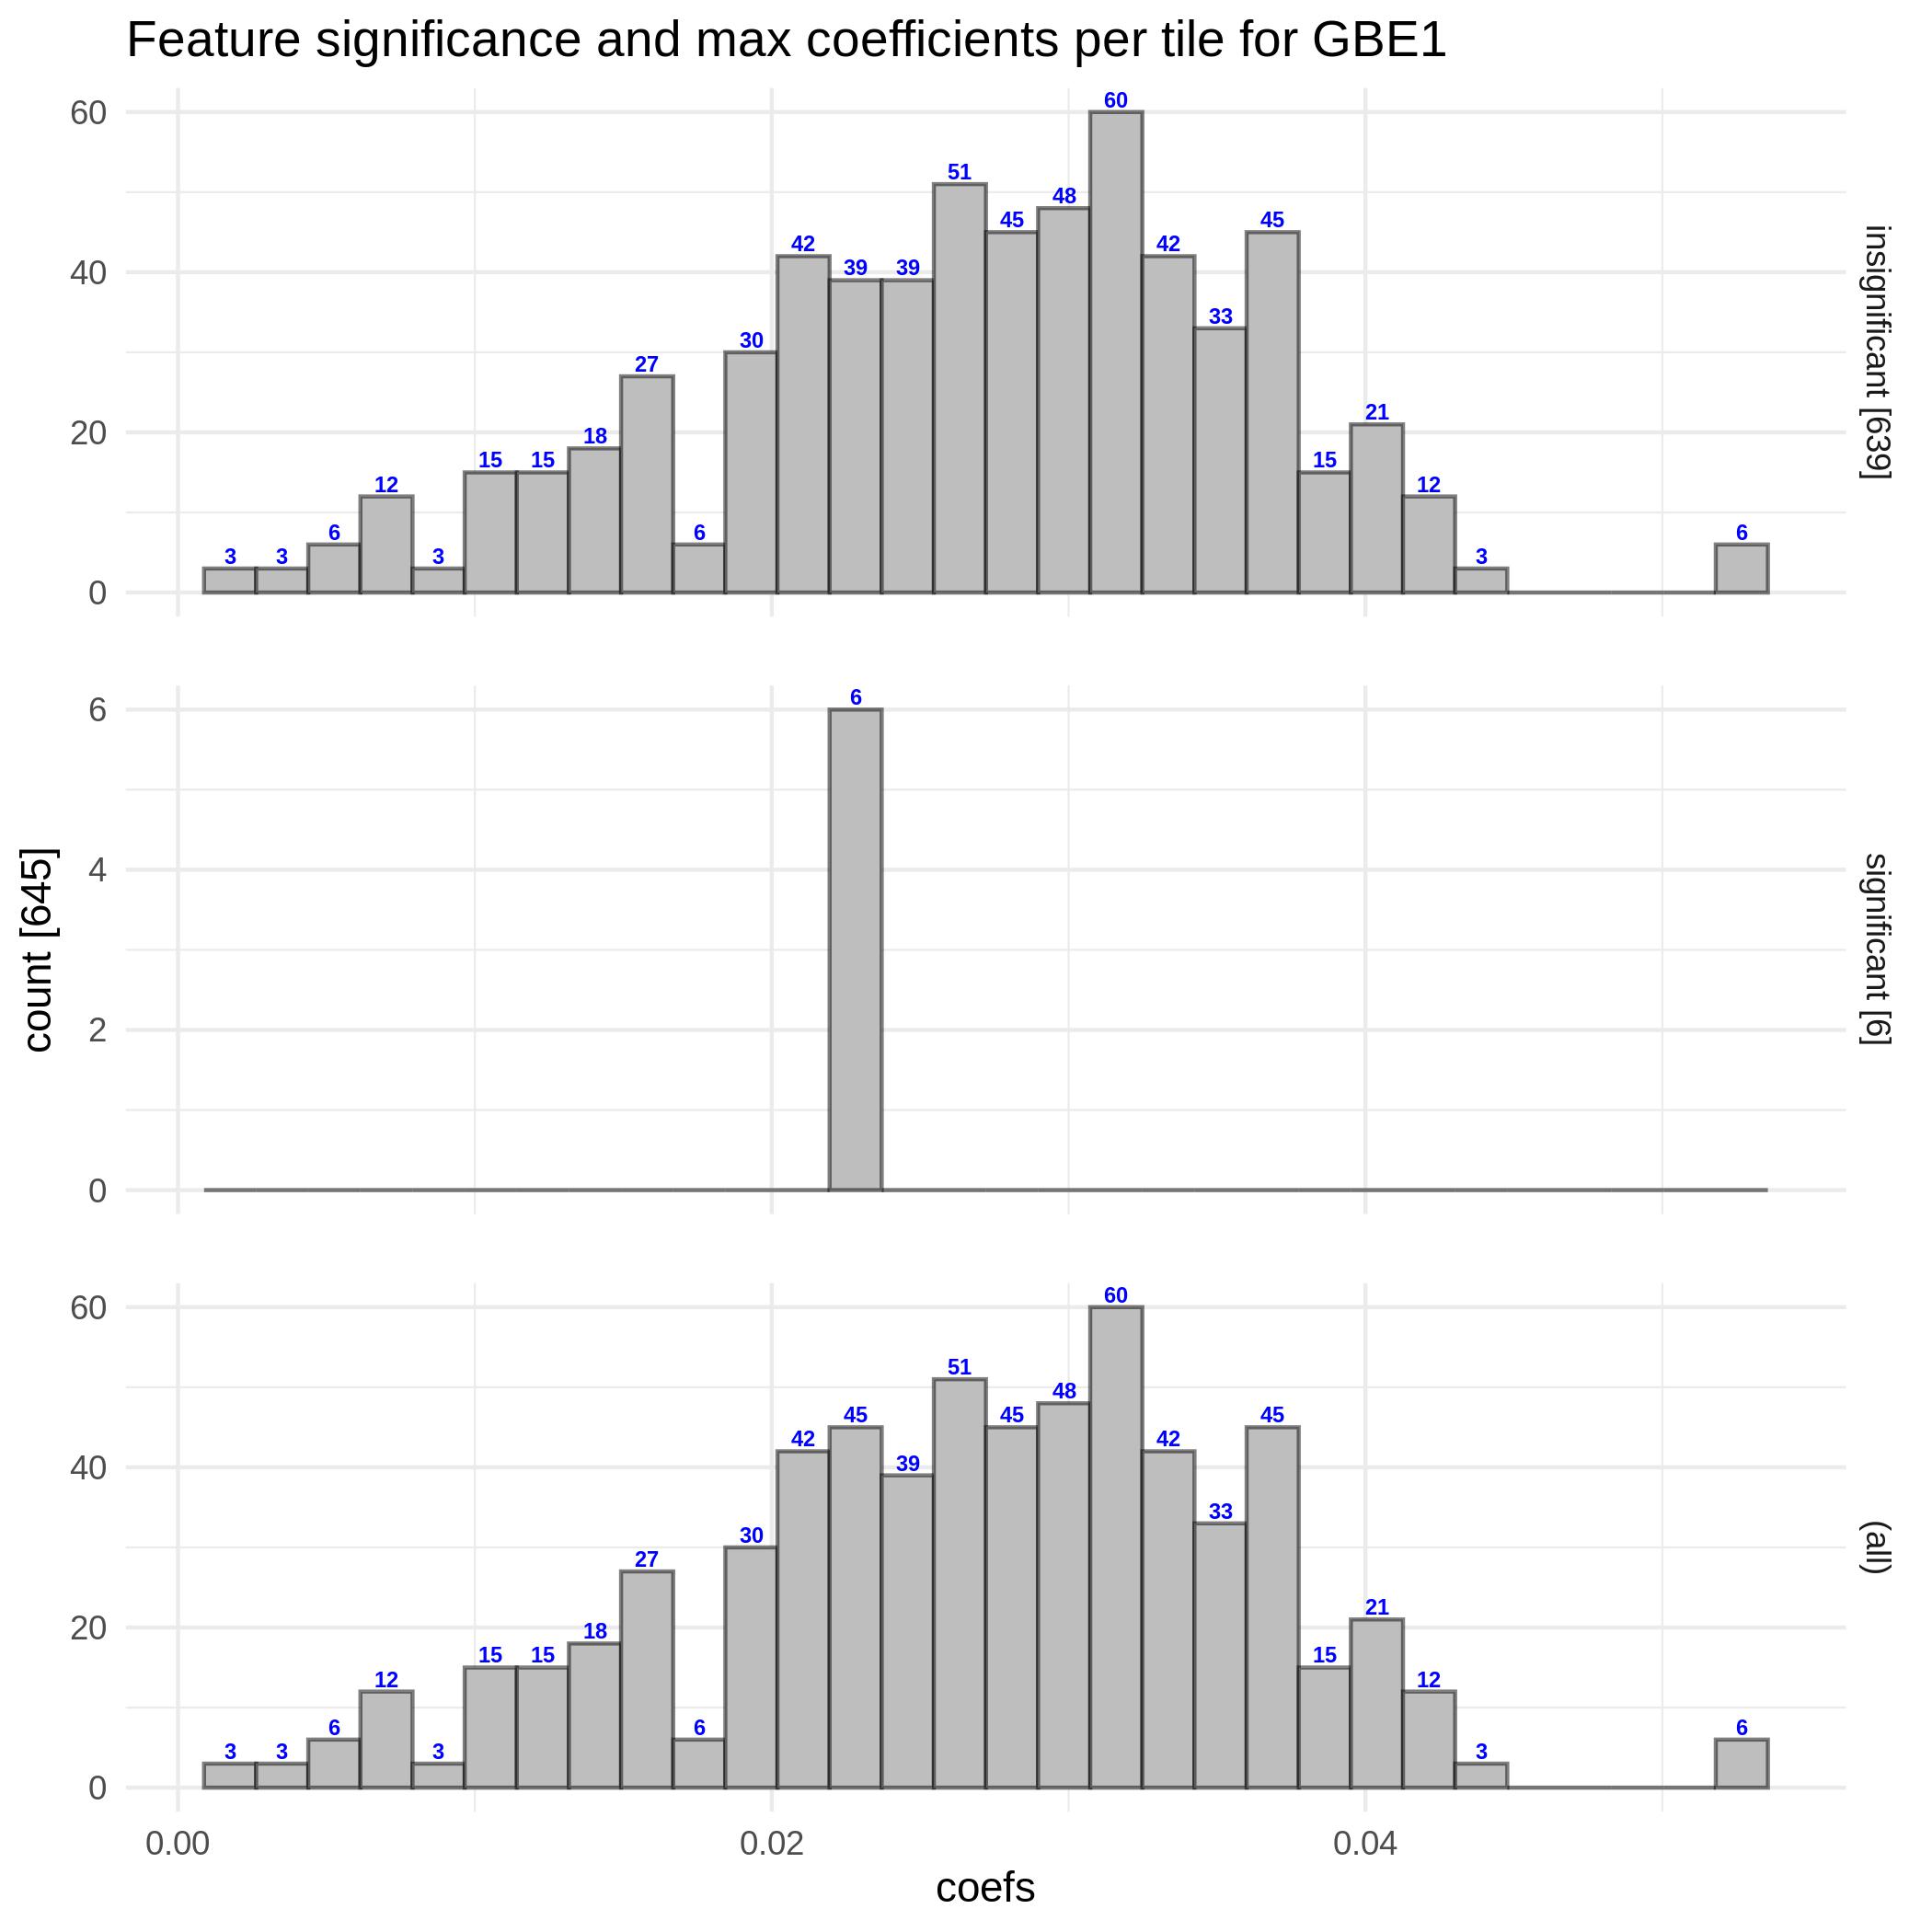 Feature significance and max coefficients per tile for GBE1
60
40
20
0
3 3 6 12 3 15 15 18 27 6 30 42 39 39 51 45 48 60 42 33 45 15 21 12 3 6
insignificant [639]
count [645]
6
4
2
0
6
significant [6]
60
40
20
0
3 3 6 12 3 15 15 18 27 6 30 42 45 39 51 45 48 60 42 33 45 15 21 12 3 6
(all)
0.00 0.02 0.04
coefs